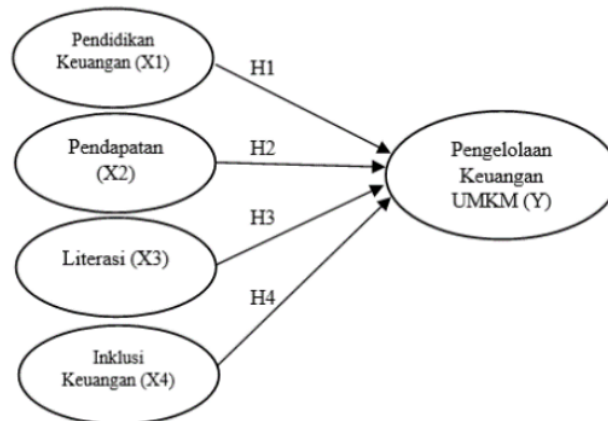 Pendidikan
Keuangan (X1)
H1
Pendapatan
(X2)
H2
Literasi (X3)
H3
Inklusi
Keuangan (X4)
H4
Pengelolaan
Keuangan
UMKM (Y)